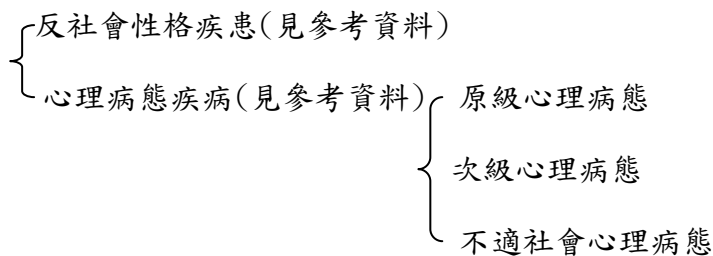 反社會性格疾患(見參考資料)
心理病態疾病(見參考資料)
原級心理病態
次級心理病態
不適社會心理病態